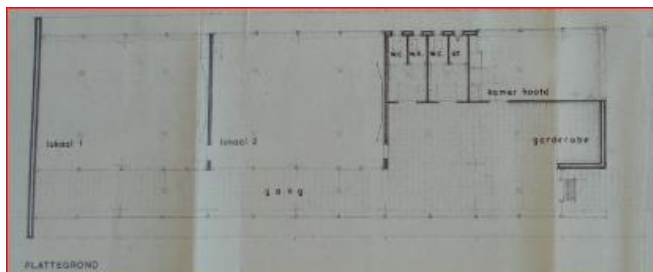 w.c. w.c. w.c.
kamer hoofd
lokaal 1
lokaal 2
garderobe
gang
PLATTEGROND